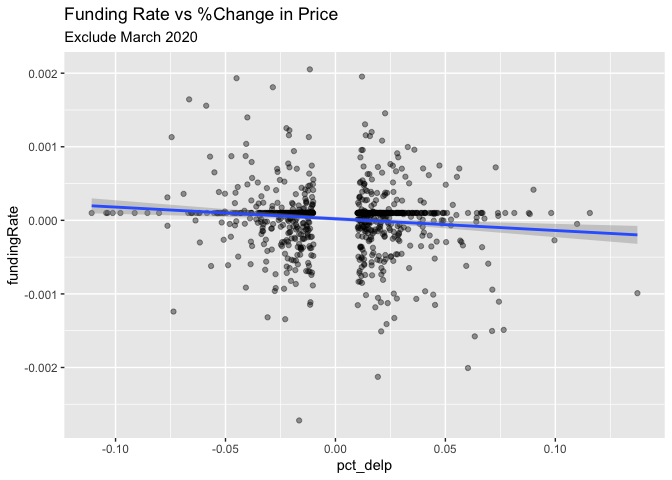 Funding Rate vs %Change in Price
Exclude March 2020
0.002
0.001
0.000
-0.001
-0.002
fundingRate
-0.10
-0.05
0.00
0.05
0.10
pct_delp